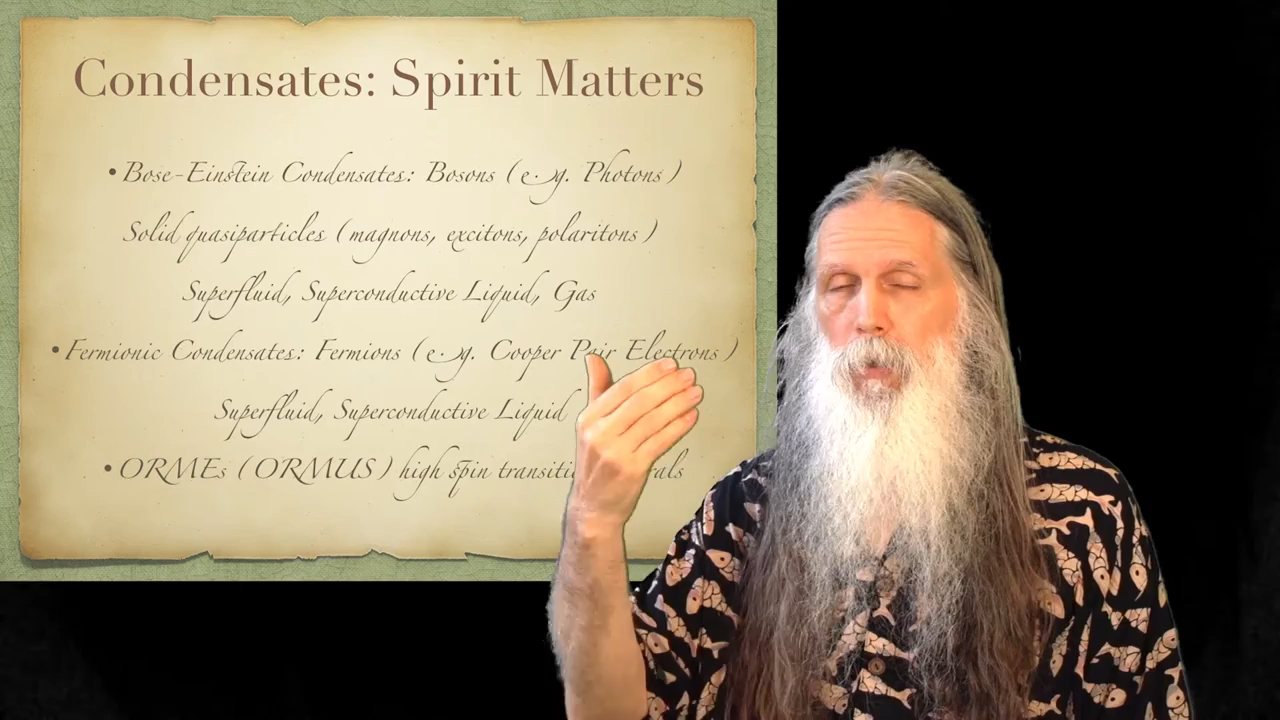 Condensates: Spirit Matters
• Bose-Einstein Condensates: Bosons (e.g. Photons)
Solid quasiparticles (magnons, excitons, polaritons)
Superfluid, Superconductive Liquid, Gas
• Fermionic Condensates: Fermions (e.g. Cooper Pair Electrons)
Superfluid, Superconductive Liquid
• ORMEs (ORMUS) high spin